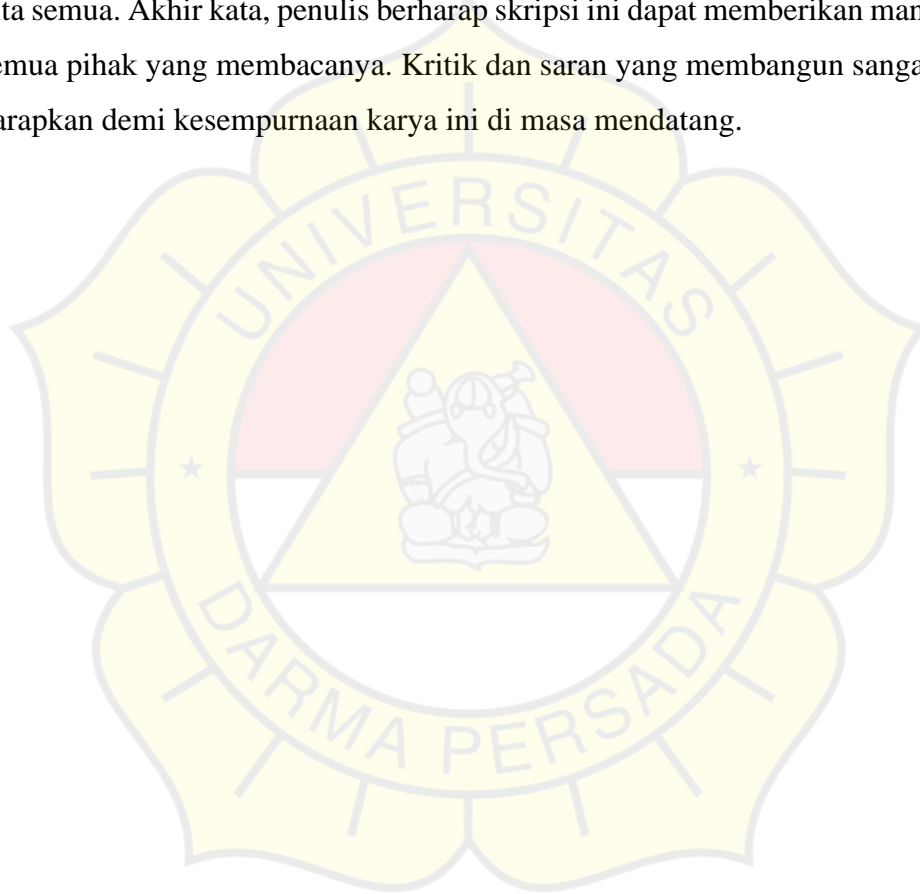 semua. Akhir kata, penulis berharap skripsi ini dapat memberikan
pihak yang membacanya. Kritik dan saran yang membangun
demi kesempurnaan karya ini di masa mendatang.
UNIVERSITAS
DARMA PERSADA